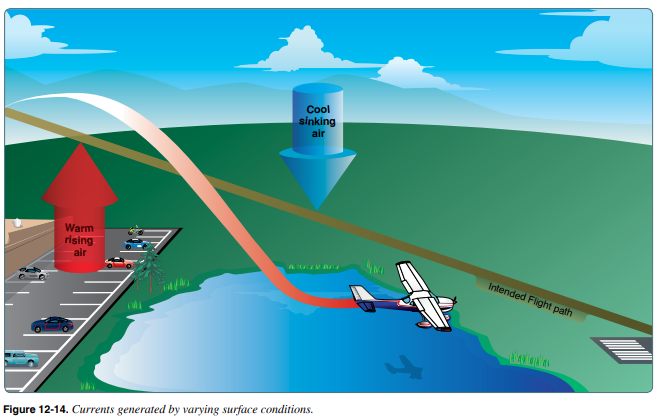 Cool
sinking
air
Warm
rising
air
Intended Flight path
Figure 12-14. Currents generated by varying surface conditions.